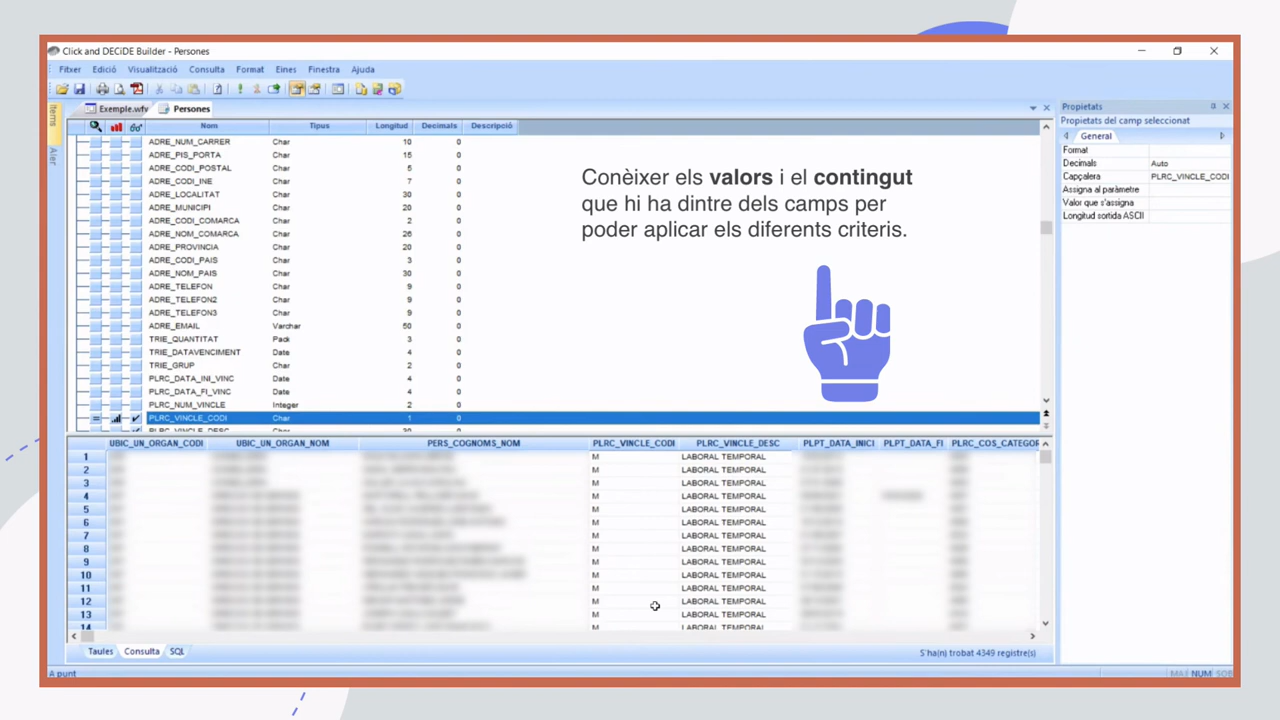 Click and DECiDE Builder - Persones
Fitxer Edició Visualització Consulta Format Eines Finestra Ajuda
Items
Exemple.wfv Persones
Nom Tipus Longitud Decimals Descripció
ADRE_NUM_CARRER Char 10 0
ADRE_PIS_PORTA Char 15 0
ADRE_CODI_POSTAL Char 5 0
ADRE_CODI_INE Char 7 0
ADRE_LOCALITAT Char 30 0
ADRE_MUNICIPI Char 20 0
ADRE_CODI_COMARCA Char 2 0
ADRE_NOM_COMARCA Char 26 0
ADRE_PROVINCIA Char 20 0
ADRE_CODI_PAIS Char 3 0
ADRE_NOM_PAIS Char 30 0
ADRE_TELEFON Char 9 0
ADRE_TELEFON2 Char 9 0
ADRE_TELEFON3 Char 9 0
ADRE_EMAIL Varchar 50 0
TRIE_QUANTITAT Pack 3 0
TRIE_DATAVENCIMENT Date 4 0
TRIE_GRUP Char 2 0
PLRC_DATA_INI_VINC Date 4 0
PLRC_DATA_FI_VINC Date 4 0
PLRC_NUM_VINCLE Integer 2 0
PLRC_VINCLE_CODI Char 1 0
PLRC_VINCLE_DESC Char 30 0
Conèixer els valors i el contingut
que hi ha dintre dels camps per
poder aplicar els diferents criteris.
Propietats
Propietats del camp seleccionat
General
Format
Decimals Auto
Capçalera PLRC_VINCLE_CODI
Assigna al paràmetre
Valor que s'assigna
Longitud sortida ASCII
UBIC_UN_ORGAN_CODI UBIC_UN_ORGAN_NOM PERS_COGNOMS_NOM PLRC_VINCLE_CODI PLRC_VINCLE_DESC PLPT_DATA_INICI PLPT_DATA_FI PLRC_COS_CATEGOR
1 M LABORAL TEMPORAL
2 M LABORAL TEMPORAL
3 M LABORAL TEMPORAL
4 M LABORAL TEMPORAL
5 M LABORAL TEMPORAL
6 M LABORAL TEMPORAL
7 M LABORAL TEMPORAL
8 M LABORAL TEMPORAL
9 M LABORAL TEMPORAL
10 M LABORAL TEMPORAL
11 M LABORAL TEMPORAL
12 M LABORAL TEMPORAL
13 M LABORAL TEMPORAL
14 M LABORAL TEMPORAL
Taules Consulta SQL
S'ha(n) trobat 4349 registre(s)
A punt
MAJ NUM